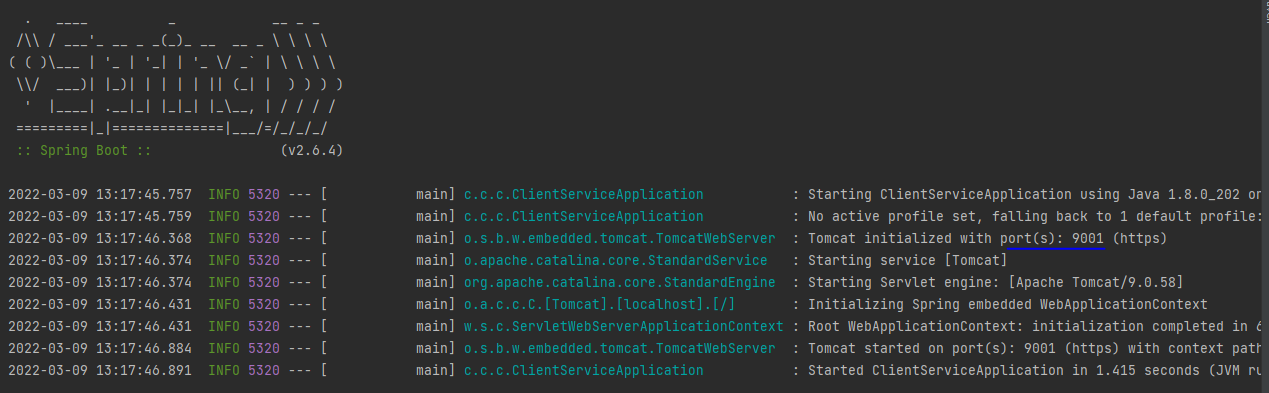 .   ____          _            __ _ _
 /\\ / ___'_ __ _ _(_)_ __  __ _ \ \ \ \
( ( )\___ | '_ | '_| | '_ \/ _` | \ \ \ \
 \\/  ___)| |_)| | | | | || (_| |  ) ) ) )
  '  |____| .__|_| |_|_| |_\__, | / / / /
 =========|_|==============|___/=/_/_/_/
 :: Spring Boot ::                (v2.6.4)
2022-03-09 13:17:45.757  INFO 5320 --- [           main] c.c.c.ClientServiceApplication           : Starting ClientServiceApplication using Java 1.8.0_202 on
2022-03-09 13:17:45.759  INFO 5320 --- [           main] c.c.c.ClientServiceApplication           : No active profile set, falling back to 1 default profile:
2022-03-09 13:17:46.368  INFO 5320 --- [           main] o.s.b.w.embedded.tomcat.TomcatWebServer  : Tomcat initialized with port(s): 9001 (https)
2022-03-09 13:17:46.374  INFO 5320 --- [           main] o.apache.catalina.core.StandardService   : Starting service [Tomcat]
2022-03-09 13:17:46.374  INFO 5320 --- [           main] org.apache.catalina.core.StandardEngine  : Starting Servlet engine: [Apache Tomcat/9.0.58]
2022-03-09 13:17:46.431  INFO 5320 --- [           main] o.a.c.c.C.[Tomcat].[localhost].[/]       : Initializing Spring embedded WebApplicationContext
2022-03-09 13:17:46.431  INFO 5320 --- [           main] w.s.c.ServletWebServerApplicationContext : Root WebApplicationContext: initialization completed in 6
2022-03-09 13:17:46.884  INFO 5320 --- [           main] o.s.b.w.embedded.tomcat.TomcatWebServer  : Tomcat started on port(s): 9001 (https) with context path
2022-03-09 13:17:46.891  INFO 5320 --- [           main] c.c.c.ClientServiceApplication           : Started ClientServiceApplication in 1.415 seconds (JVM ru